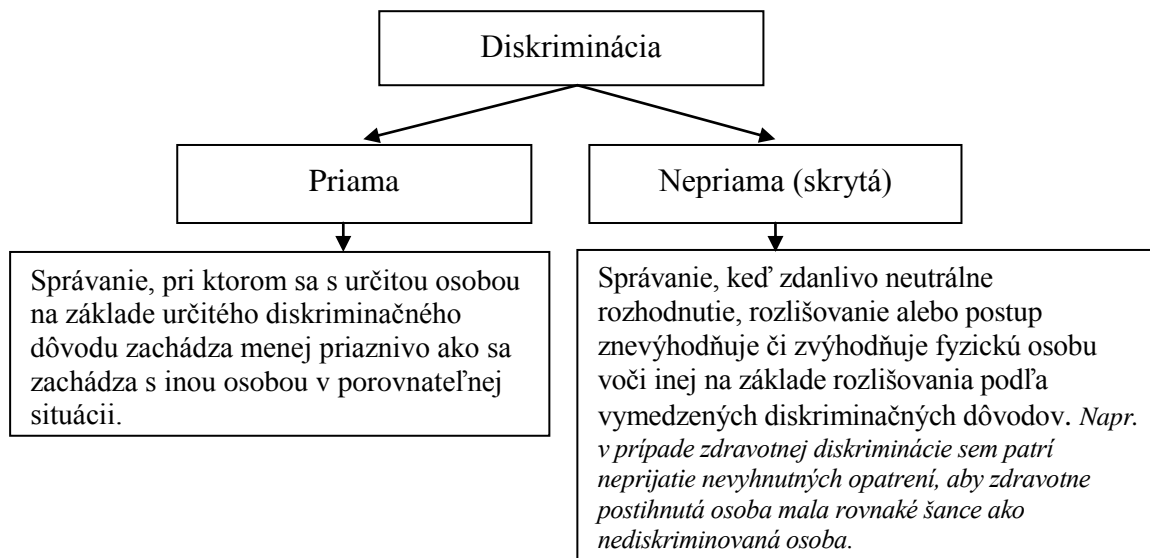 Diskriminácia
Priama
Nepriama (skrytá)
Správanie, pri ktorom sa s určitou osobou
na základe určitého diskriminačného
dôvodu zachádza menej priaznivo ako sa
zachádza s inou osobou v porovnateľnej
situácii.
Správanie, keď zdanlivo neutrálne
rozhodnutie, rozlišovanie alebo postup
znevýhodňuje či zvýhodňuje fyzickú osobu
voči inej na základe rozlišovania podľa
vymedzených diskriminačných dôvodov. Napr.
v prípade zdravotnej diskriminácie sem patrí
neprijatie nevyhnutných opatrení, aby zdravotne
postihnutá osoba mala rovnaké šance ako
nediskriminovaná osoba.